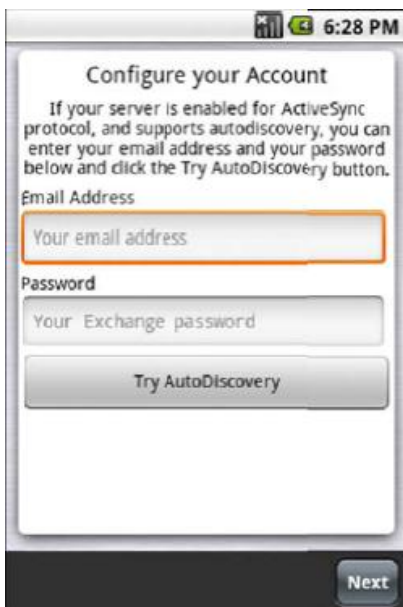 6:28 PM
Configure your Account
If your server is enabled for ActiveSync
protocol, and supports autodiscovery, you can
enter your email address and your password
below and click the Try AutoDiscovery button.
Email Address
Your email address
Password
Your Exchange password
Try AutoDiscovery
Next